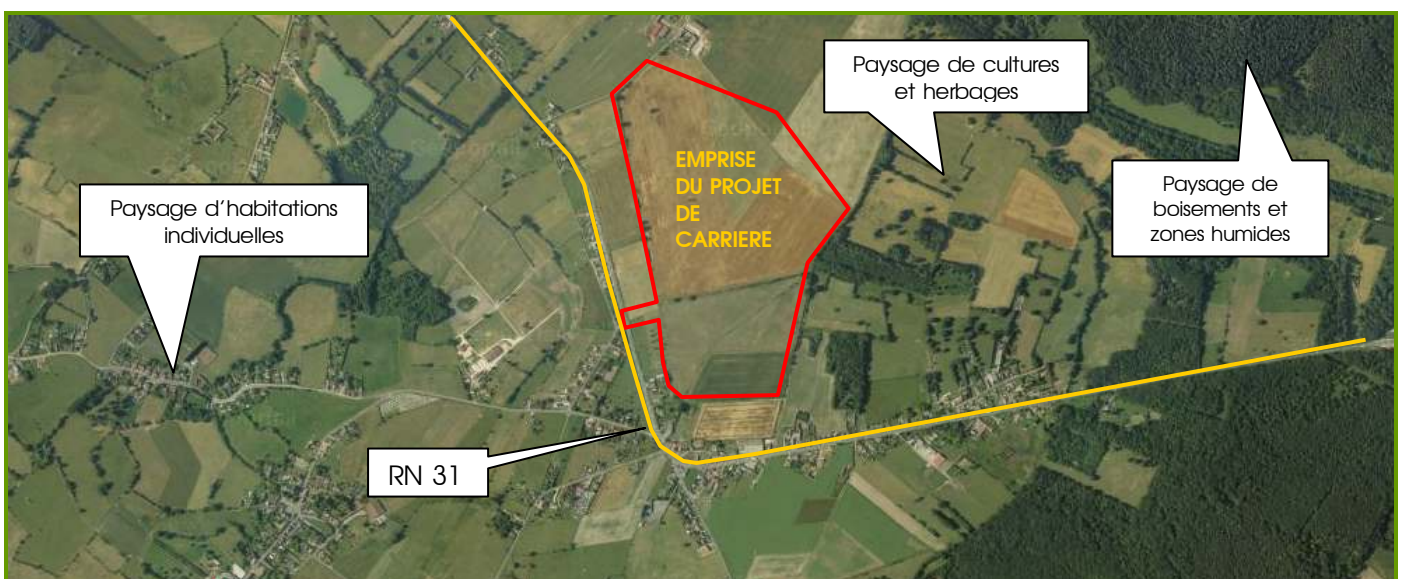 Paysage de cultures
et herbages
EMPRISE
DU PROJET
DE
CARRIERE
Paysage d'habitations
individuelles
Paysage de
boisements et
zones humides
RN 31